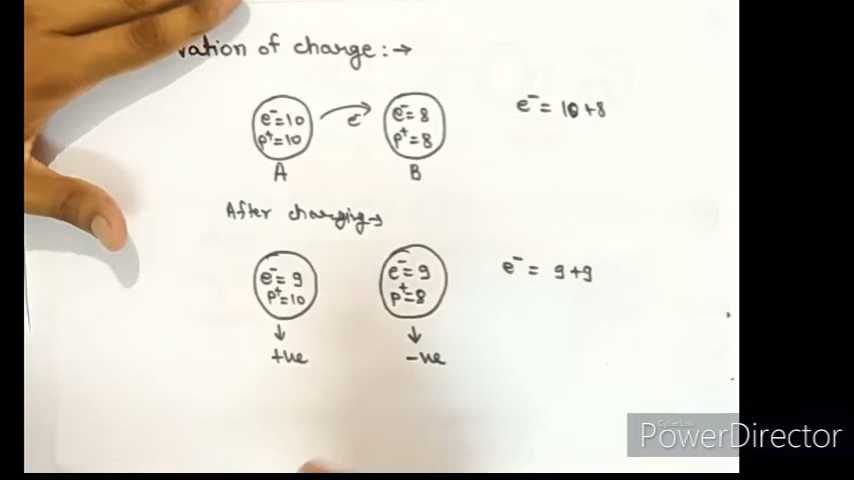 vation of charge:→
e⁻=10 e⁻ e⁻=8 e⁻= 10+8
p⁺=10 p⁺=8
A B
After charging→
e⁻=9 e⁻=9 e⁻= 9+9
p⁺=10 p⁺=8
↓ ↓
+ve -ve
CyberLink
PowerDirector